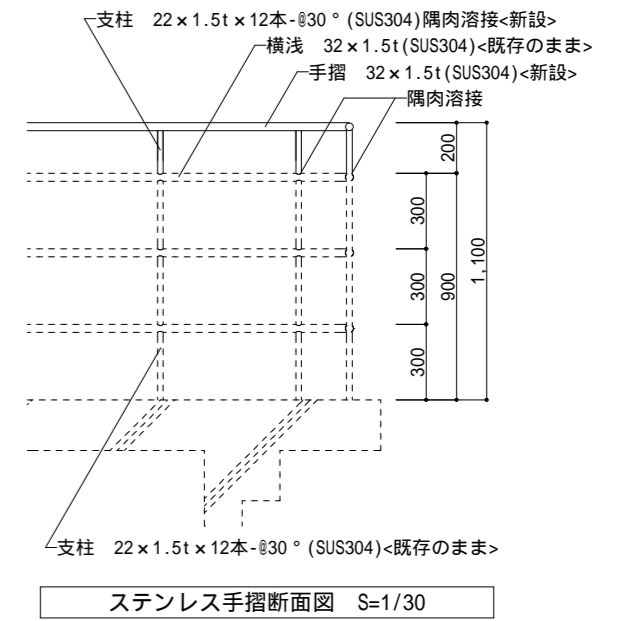 支柱 22×1.5t×12本-@30°(SUS304)隅肉溶接<新設>
横浅 32×1.5t(SUS304)<既存のまま>
手摺 32×1.5t(SUS304)<新設>
隅肉溶接
200
300
300
300
900
1,100
支柱 22×1.5t×12本-@30°(SUS304)<既存のまま>
ステンレス手摺断面図 S=1/30